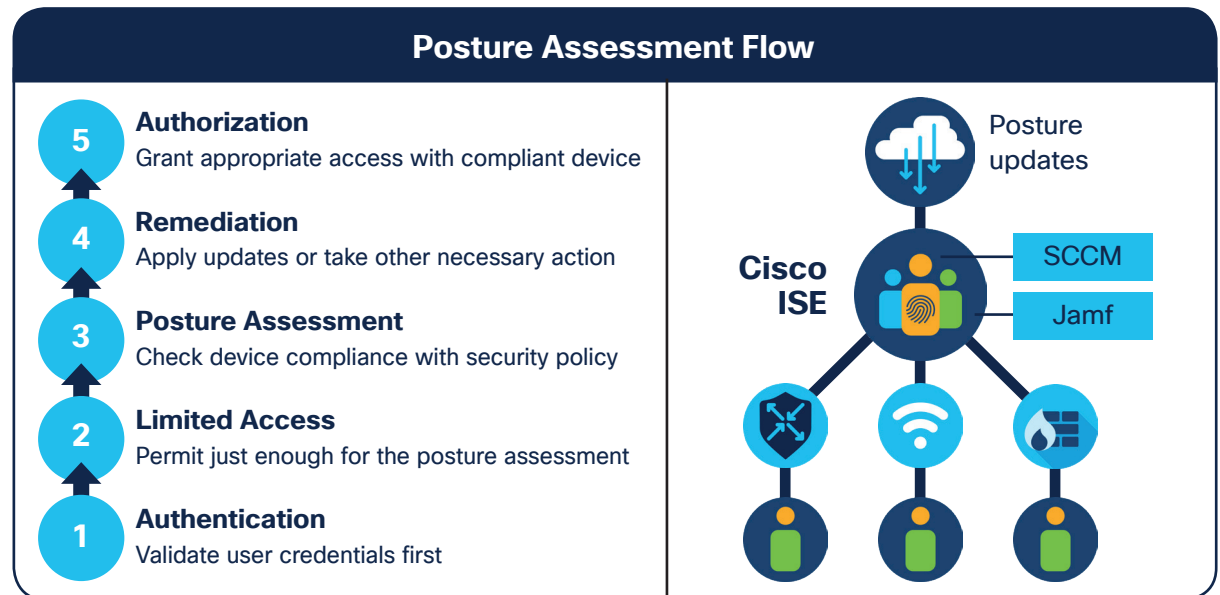 Posture Assessment Flow
5
Authorization
Grant appropriate access with compliant device
4
Remediation
Apply updates or take other necessary action
3
Posture Assessment
Check device compliance with security policy
2
Limited Access
Permit just enough for the posture assessment
1
Authentication
Validate user credentials first
Posture
updates
Cisco
ISE
SCCM
Jamf